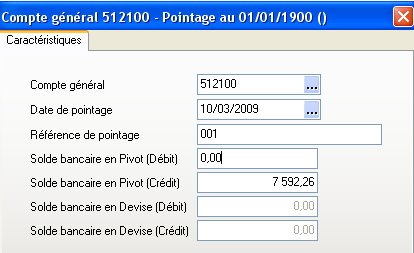 Compte général 512100 - Pointage au 01/01/1900 ()
Caractéristiques
Compte général 512100 ...
Date de pointage 10/03/2009 ...
Référence de pointage 001
Solde bancaire en Pivot (Débit) 0,00
Solde bancaire en Pivot (Crédit) 7 592,26
Solde bancaire en Devise (Débit) 0,00
Solde bancaire en Devise (Crédit) 0,00